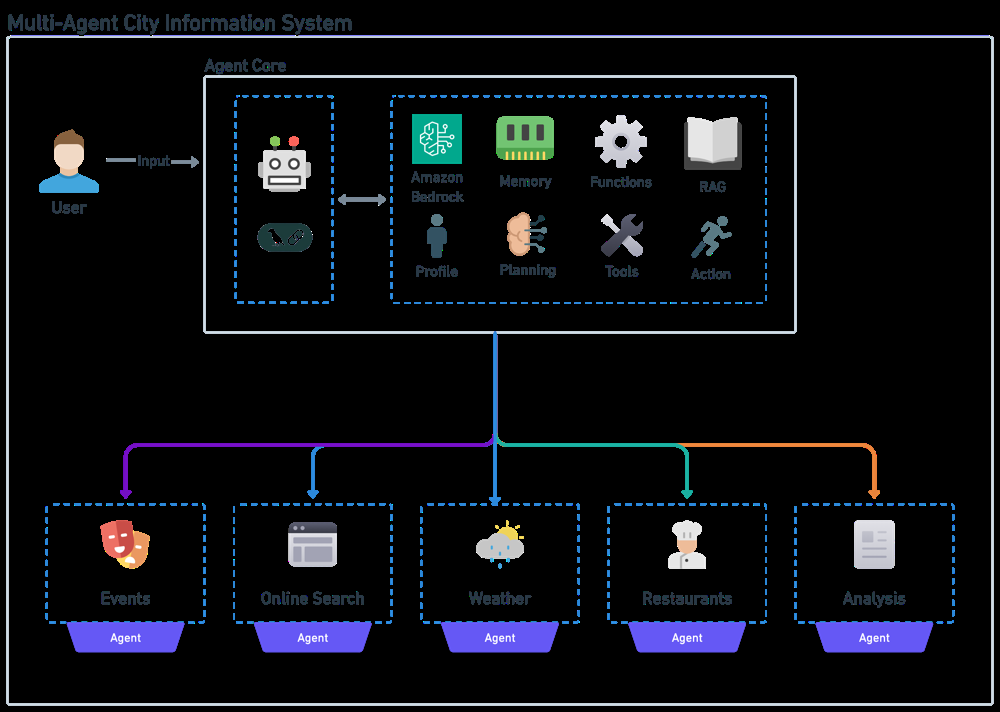 Multi-Agent City Information System
Agent Core
Input
User
Amazon
Bedrock
Memory
Functions
RAG
Profile
Planning
Tools
Action
Events
Online Search
Weather
Restaurants
Analysis
Agent
Agent
Agent
Agent
Agent